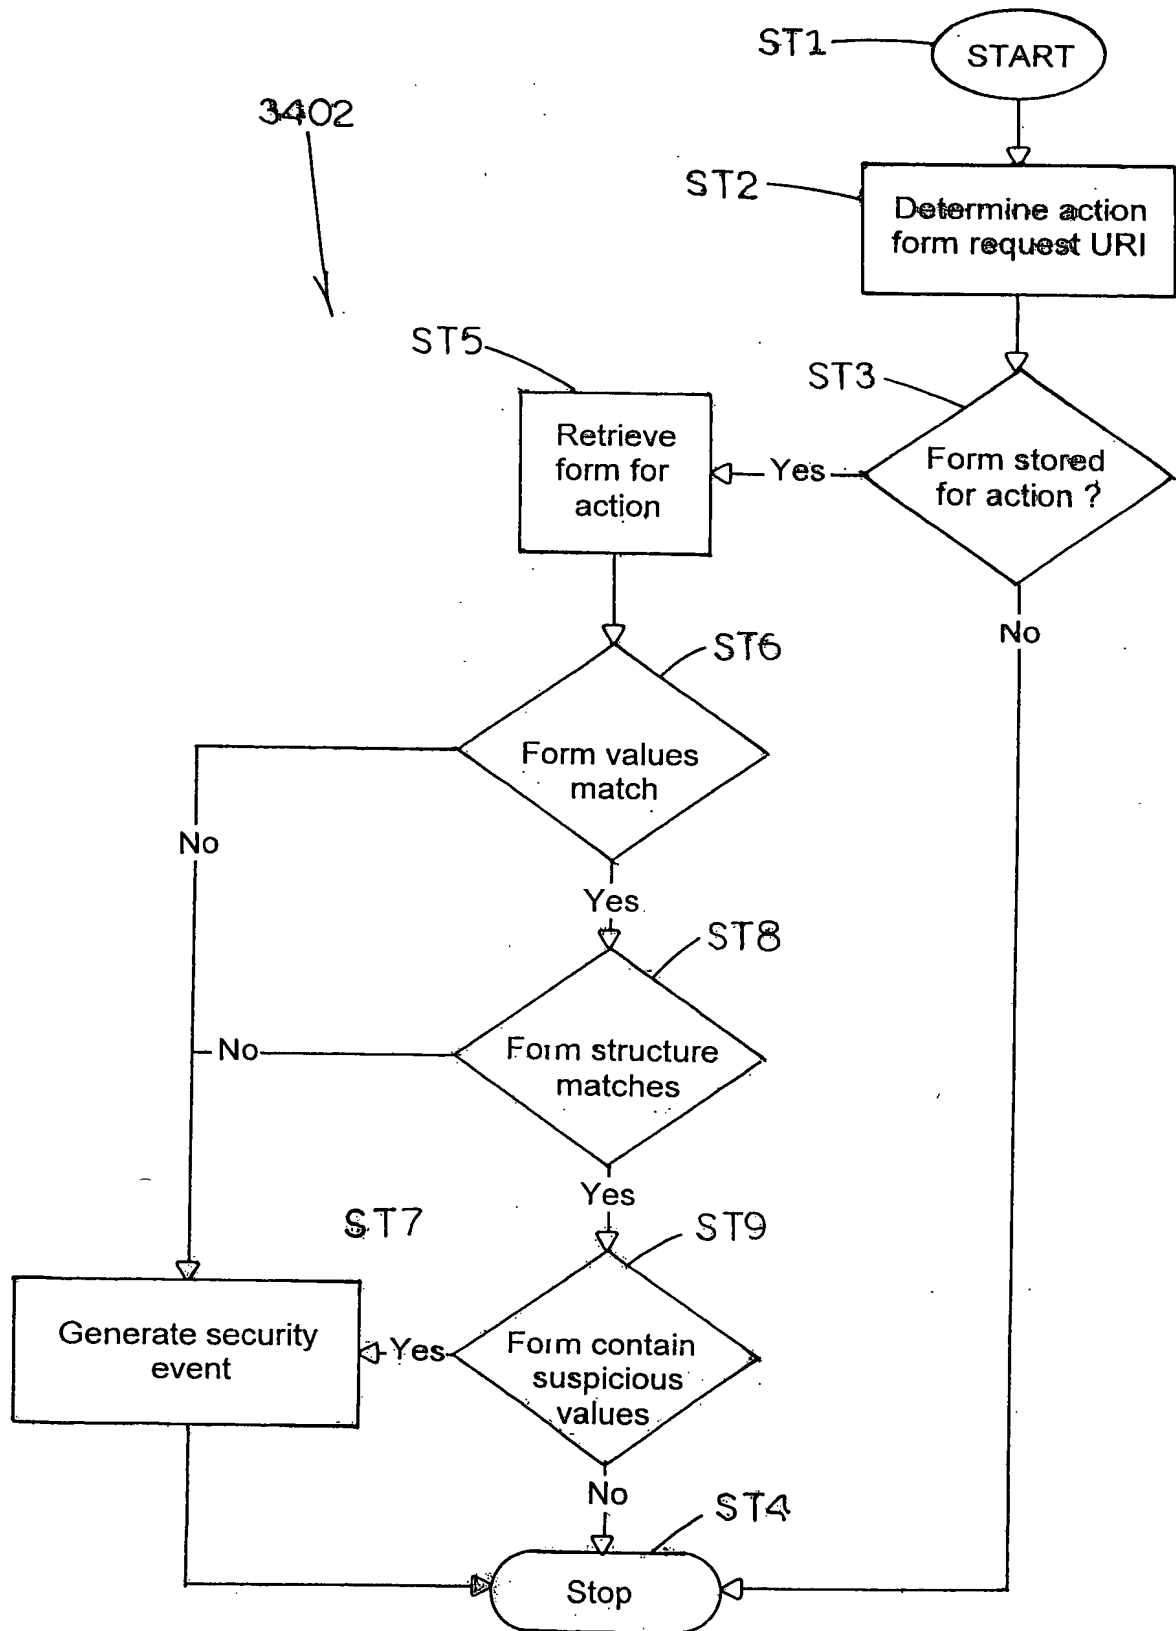 ST1
START
3402
ST2
Determine action
form request URI
ST5
ST3
Retrieve
form for
action
Yes
Form stored
for action ?
No
ST6
Form values
match
No
Yes
ST8
Form structure
matches
No
Yes
ST7
ST9
Generate security
event
Yes
Form contain
suspicious
values
No
ST4
Stop